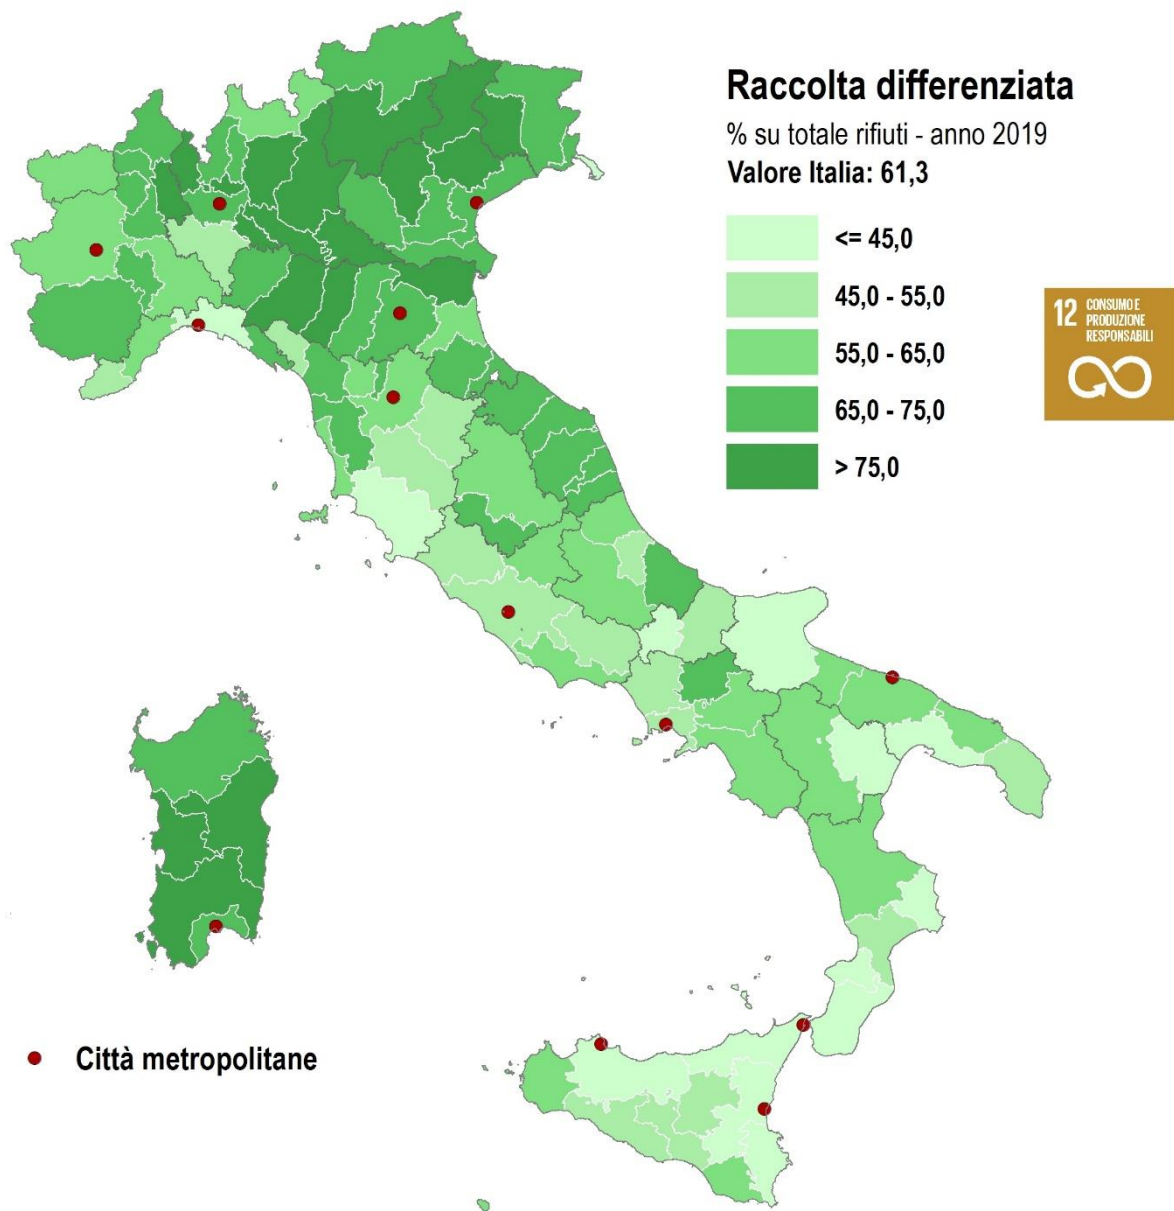 Raccolta differenziata
% su totale rifiuti - anno 2019
Valore Italia: 61,3
<= 45,0
45,0 - 55,0
55,0 - 65,0
65,0 - 75,0
> 75,0
12 CONSUMO E
PRODUZIONE
RESPONSABILI
Città metropolitane